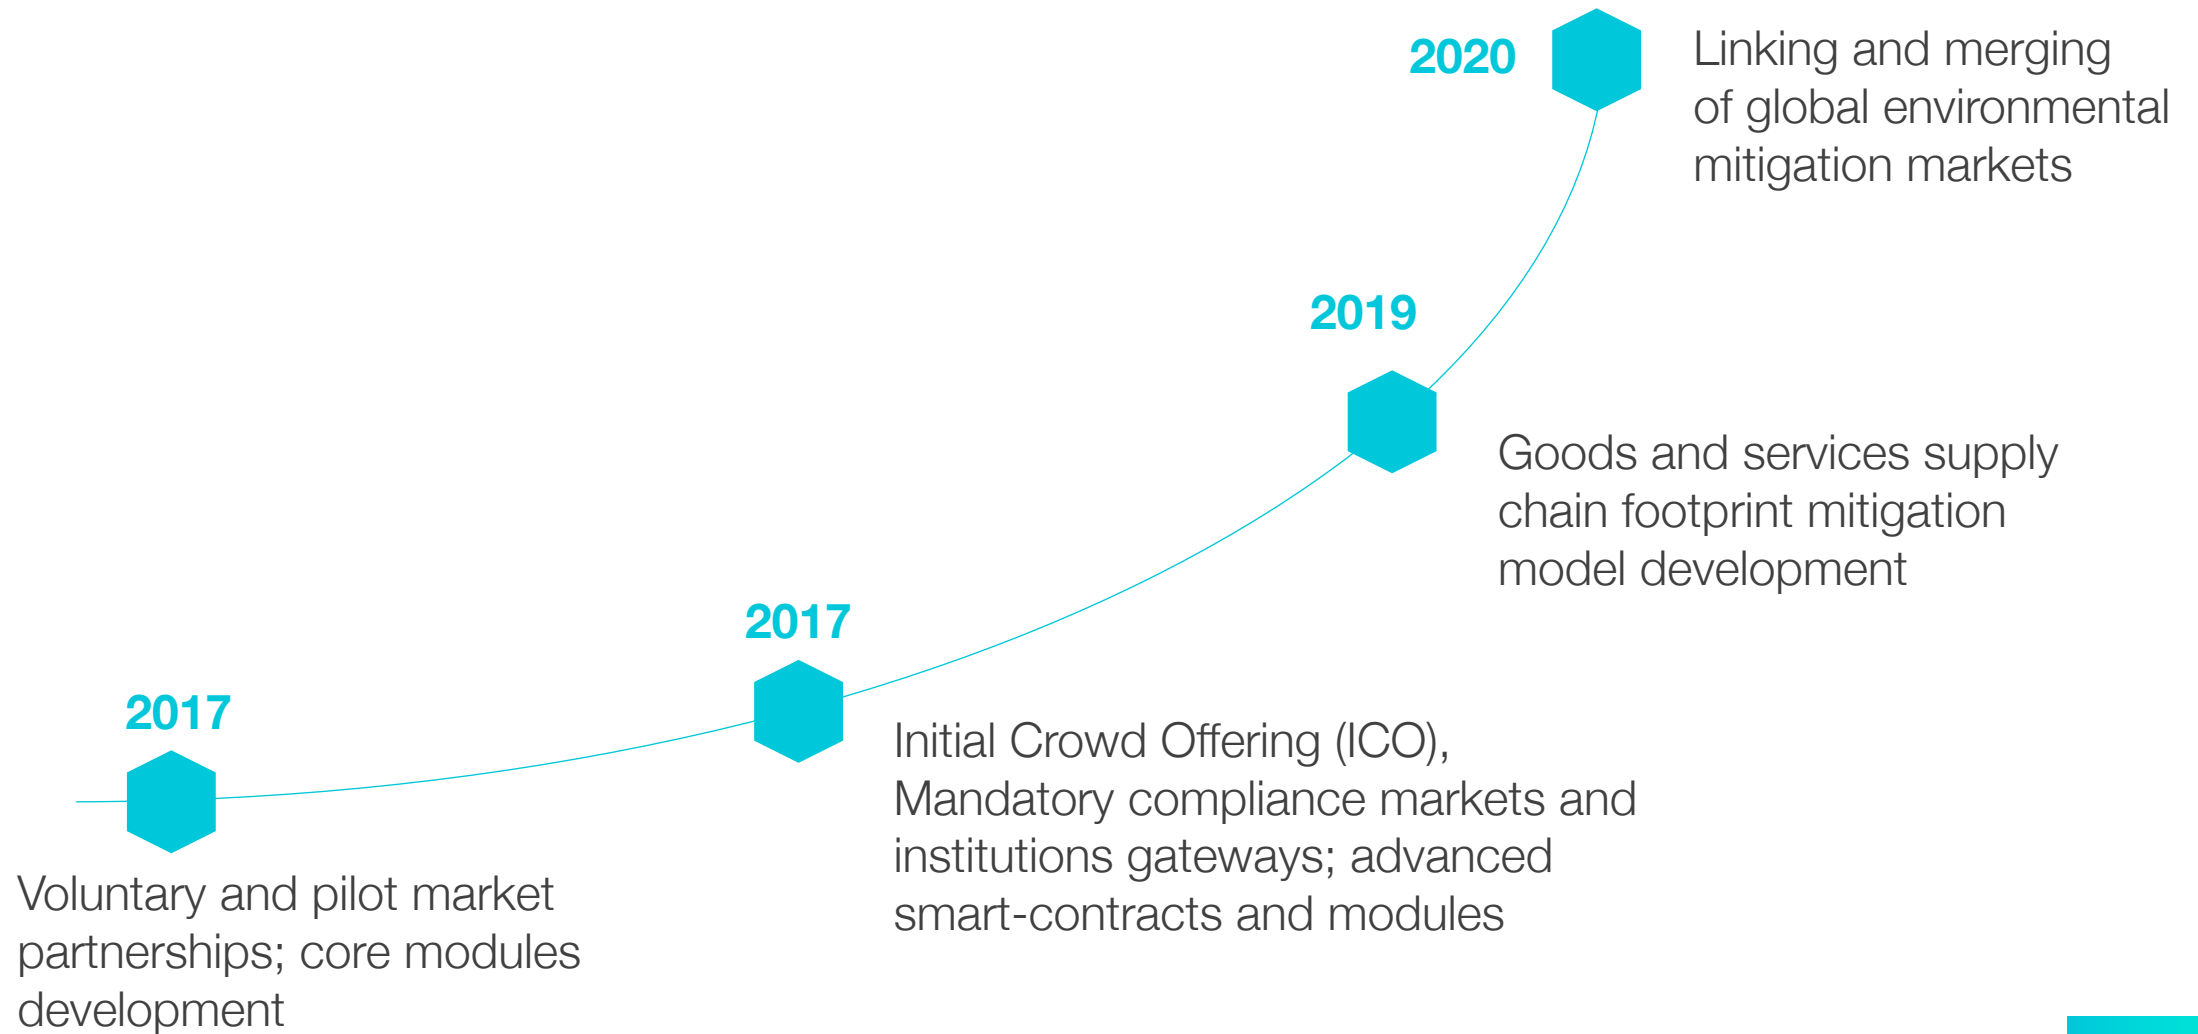 2020
Linking and merging
of global environmental
mitigation markets
2019
Goods and services supply
chain footprint mitigation
model development
2017
Initial Crowd Offering (ICO),
Mandatory compliance markets and
institutions gateways; advanced
smart-contracts and modules
2017
Voluntary and pilot market
partnerships; core modules
development